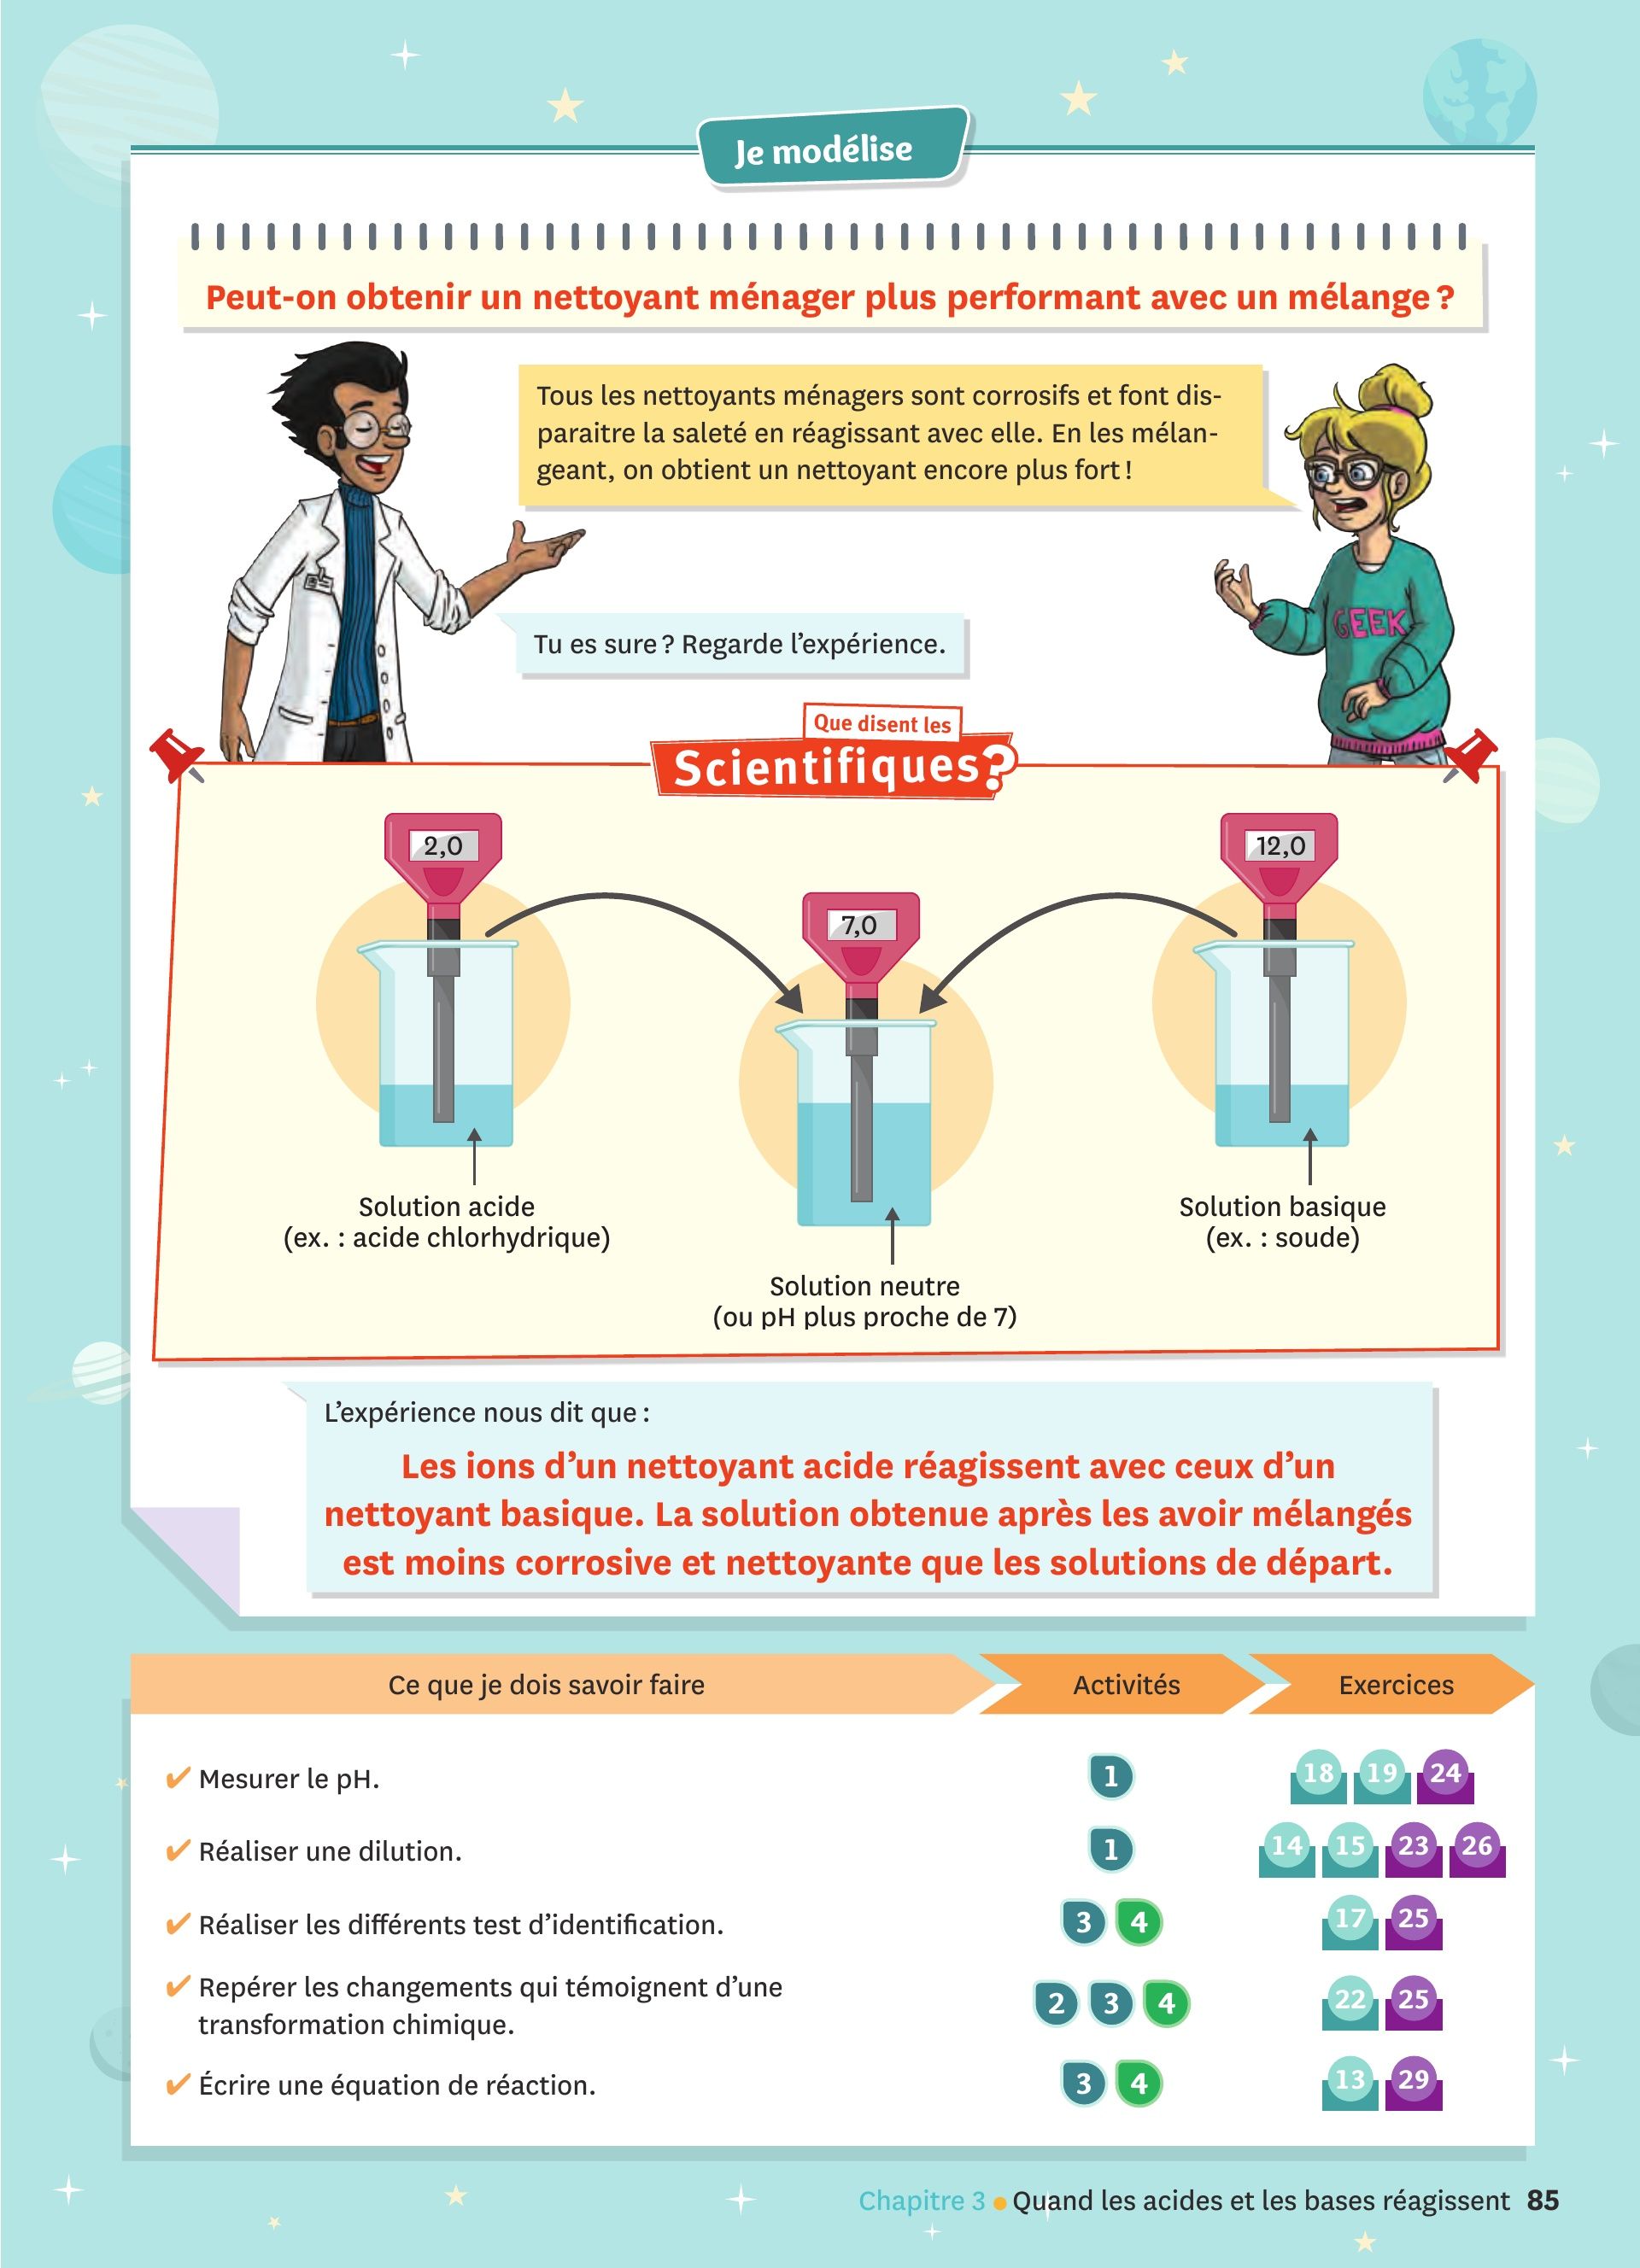 Je modélise
Peut-on obtenir un nettoyant ménager plus performant avec un mélange ?
Tous les nettoyants ménagers sont corrosifs et font dis-
paraitre la saleté en réagissant avec elle. En les mélan-
geant, on obtient un nettoyant encore plus fort !
GEEK
Tu es sure ? Regarde l’expérience.
Que disent les
Scientifiques?
2,0
12,0
7,0
Solution acide
(ex. : acide chlorhydrique)
Solution basique
(ex. : soude)
Solution neutre
(ou pH plus proche de 7)
L’expérience nous dit que :
Les ions d’un nettoyant acide réagissent avec ceux d’un
nettoyant basique. La solution obtenue après les avoir mélangés
est moins corrosive et nettoyante que les solutions de départ.
Ce que je dois savoir faire Activités Exercices
✔ Mesurer le pH. 1 18 19 24
✔ Réaliser une dilution. 1 14 15 23 26
✔ Réaliser les différents test d’identification. 3 4 17 25
✔ Repérer les changements qui témoignent d’une
transformation chimique. 2 3 4 22 25
✔ Écrire une équation de réaction. 3 4 13 29
Chapitre 3 • Quand les acides et les bases réagissent 85